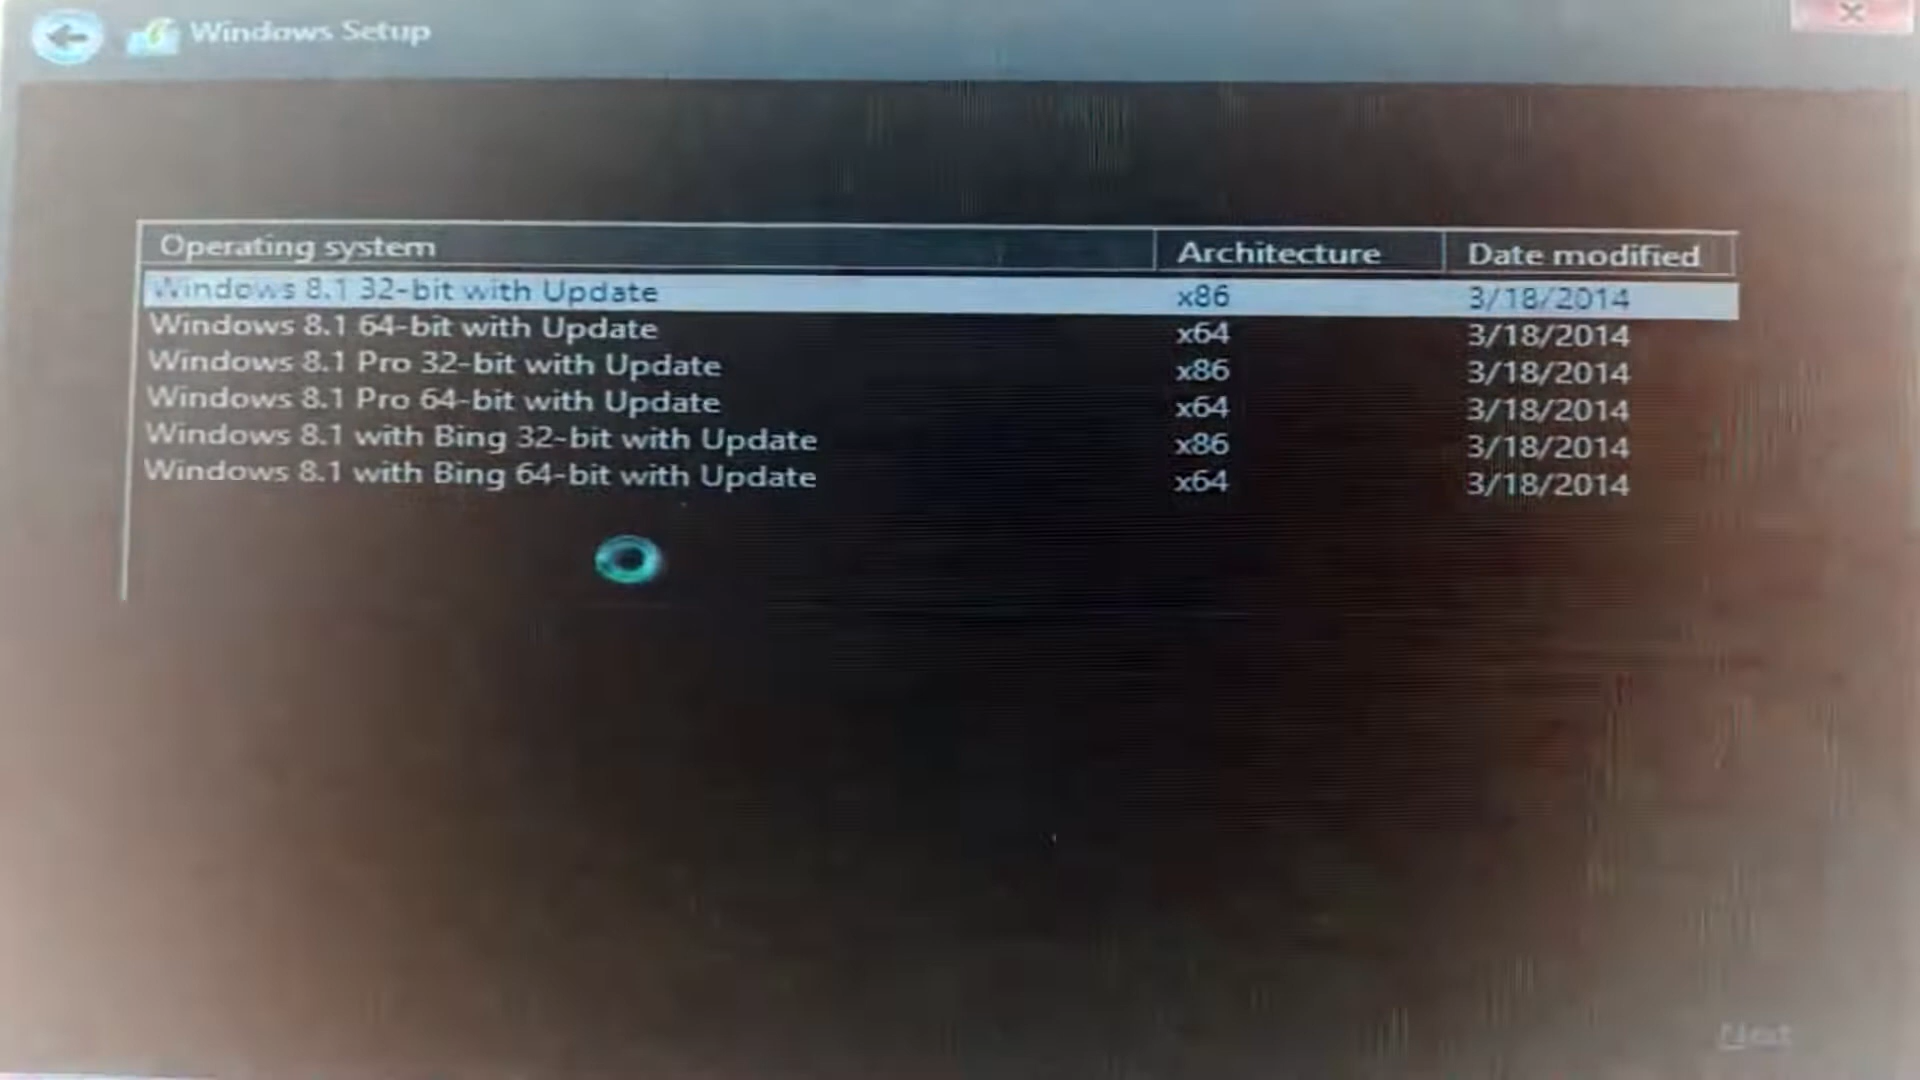 Windows Setup
Operating system Architecture Date modified
Windows 8.1 32-bit with Update x86 3/18/2014
Windows 8.1 64-bit with Update x64 3/18/2014
Windows 8.1 Pro 32-bit with Update x86 3/18/2014
Windows 8.1 Pro 64-bit with Update x64 3/18/2014
Windows 8.1 with Bing 32-bit with Update x86 3/18/2014
Windows 8.1 with Bing 64-bit with Update x64 3/18/2014
Next